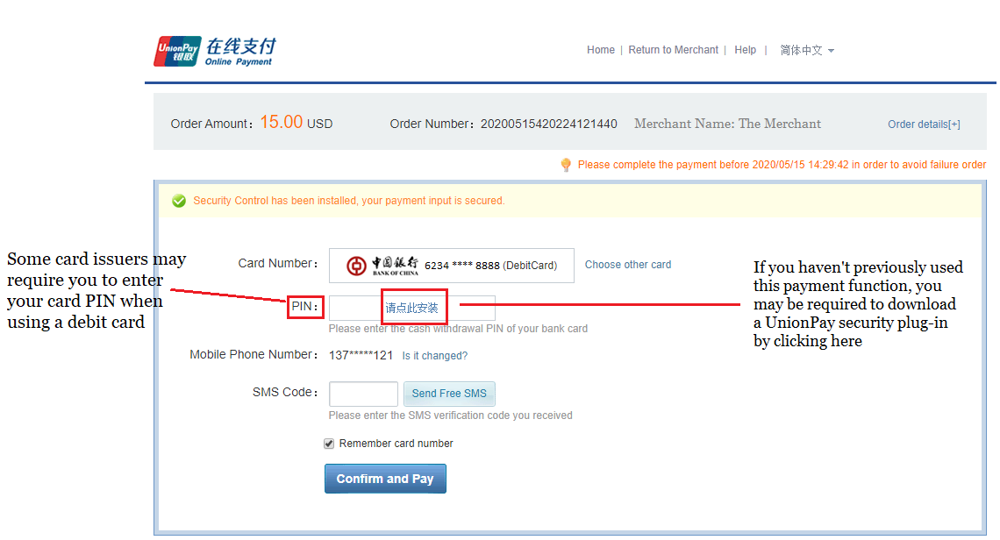 UnionPay 银联 在线支付 Online Payment
Home | Return to Merchant | Help | 简体中文
Order Amount: 15.00 USD Order Number: 20200515420224121440 Merchant Name: The Merchant Order details[+]
Please complete the payment before 2020/05/15 14:29:42 in order to avoid failure order
Security Control has been installed, your payment input is secured.
Some card issuers may
require you to enter
your card PIN when
using a debit card
Card Number: 中国银行 BANK OF CHINA 6234 **** 8888 (DebitCard) Choose other card
PIN: 请点此安装
Please enter the cash withdrawal PIN of your bank card
If you haven't previously used
this payment function, you
may be required to download
a UnionPay security plug-in
by clicking here
Mobile Phone Number: 137*****121 Is it changed?
SMS Code: Send Free SMS
Please enter the SMS verification code you received
Remember card number
Confirm and Pay